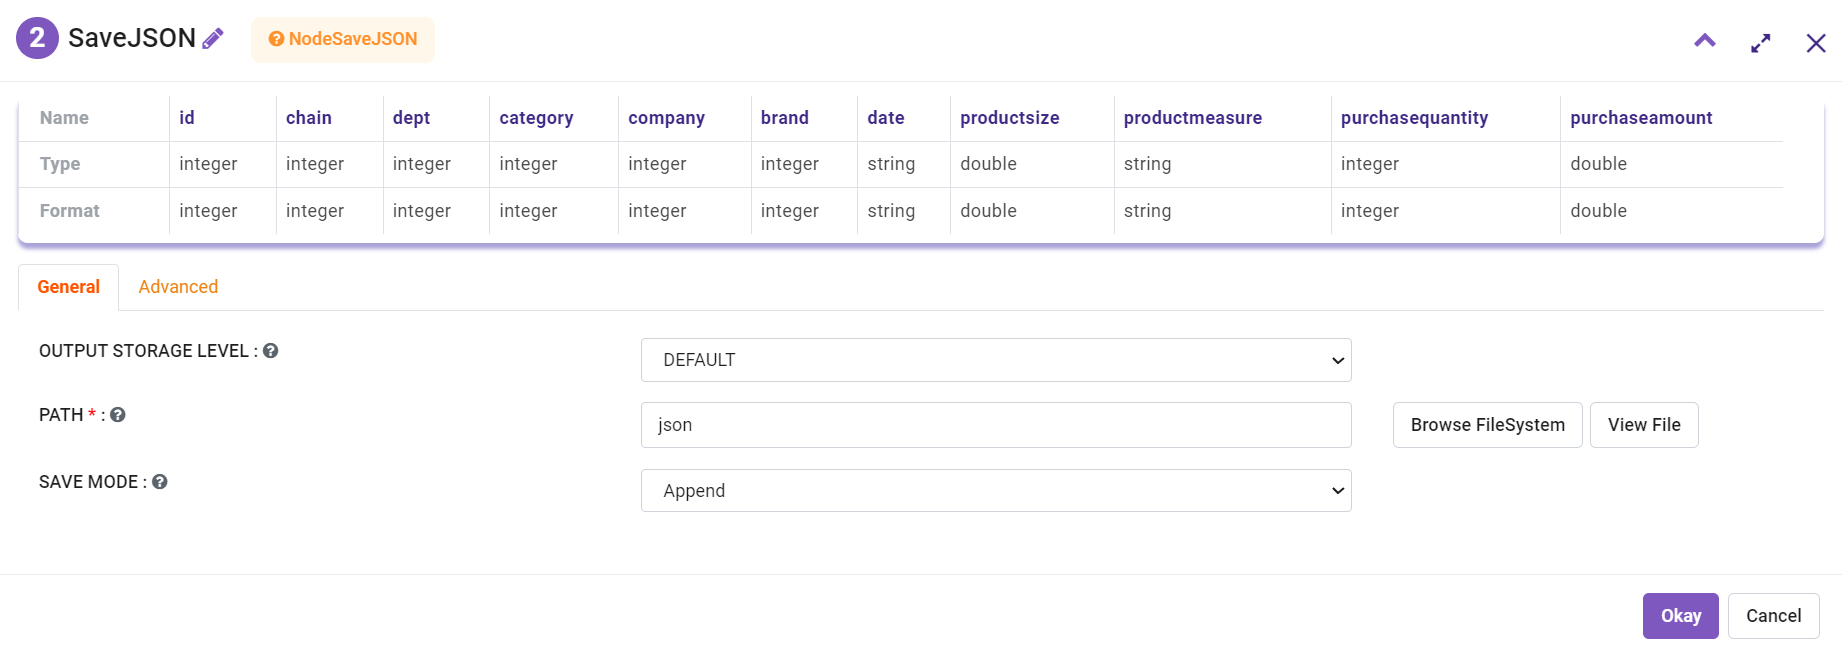 2 SaveJSON NodeSaveJSON
Name id chain dept category company brand date productsize productmeasure purchasequantity purchaseamount
Type integer integer integer integer integer integer string double string integer double
Format integer integer integer integer integer integer string double string integer double
General Advanced
OUTPUT STORAGE LEVEL : DEFAULT
PATH * : json Browse FileSystem View File
SAVE MODE : Append
Okay Cancel